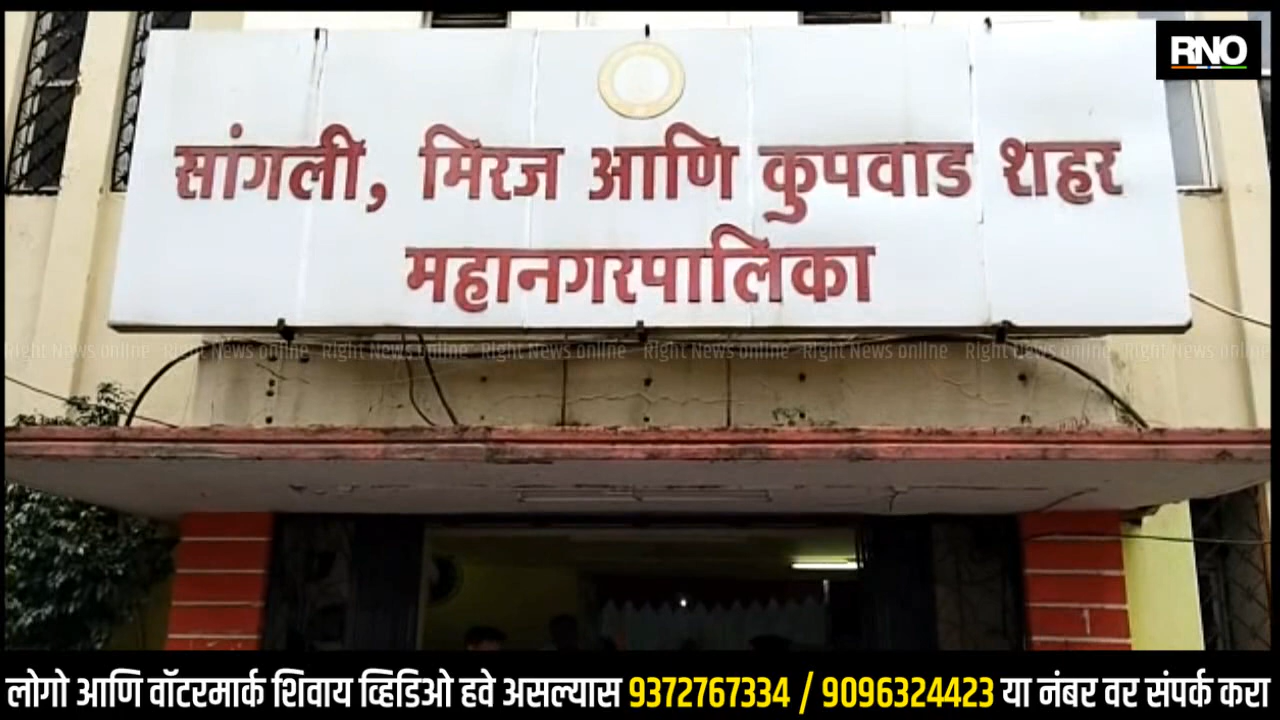 RNO
सांगली, मिरज आणि कुपवाड शहर
महानगरपालिका
Right News online Right News online Right News online Right News online Right News online Right News online Right News online Right News online
लोगो आणि वॉटरमार्क शिवाय व्हिडिओ हवे असल्यास 9372767334 / 9096324423 या नंबर वर संपर्क करा